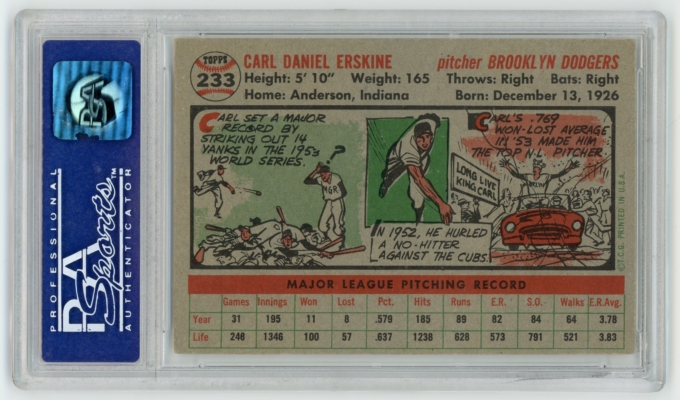 PROFESSIONAL
PSA
Sports™
AUTHENTICATOR
PSA
TOPPS
233
CARL DANIEL ERSKINE pitcher BROOKLYN DODGERS
Height: 5' 10" Weight: 165 Throws: Right Bats: Right
Home: Anderson, Indiana Born: December 13, 1926
CARL SET A MAJOR
RECORD BY
STRIKING OUT 14
YANKS IN THE 1953
WORLD SERIES.
?
MGR
IN 1952, HE HURLED
A NO-HITTER
AGAINST THE CUBS.
CARL'S .769
WON-LOST AVERAGE
IN '53 MADE HIM
THE TOP N.L. PITCHER.
LONG LIVE
KING CARL
©T.C.G. PRINTED IN U.S.A.
MAJOR LEAGUE PITCHING RECORD
Games Innings Won Lost Pct. Hits Runs E.R. S.O. Walks E.R.Avg.
Year 31 195 11 8 .579 185 89 82 84 64 3.78
Life 248 1346 100 57 .637 1238 628 573 791 521 3.83